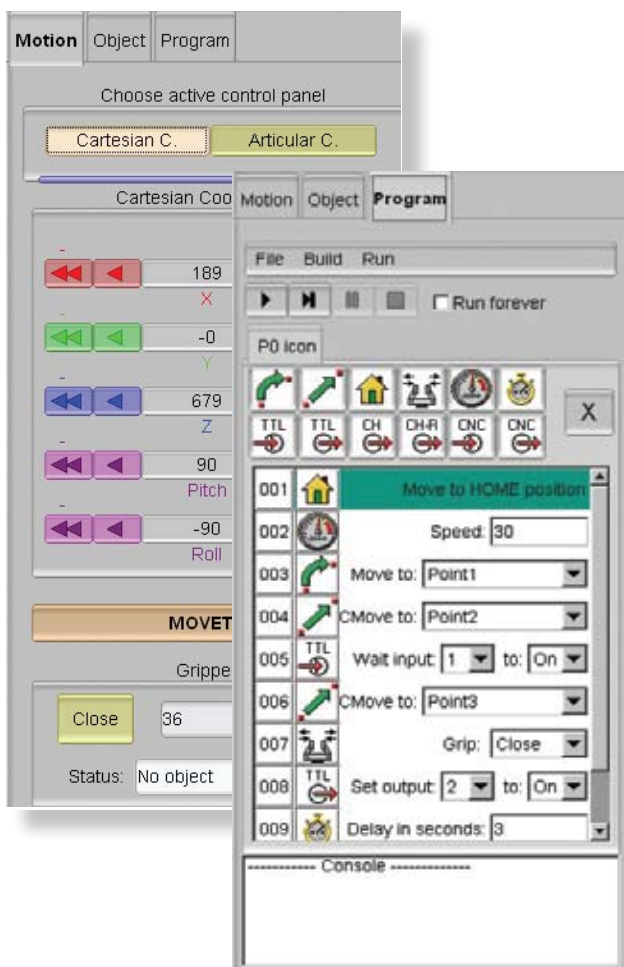 Motion Object Program
Choose active control panel
Cartesian C. Articular C.
Cartesian Coo
-
189
X
-
-0
Y
-
679
Z
-
90
Pitch
-
-90
Roll
MOVET
Grippe
Close 36
Status: No object
Motion Object Program
File Build Run
Run forever
P0 icon
TTL TTL CH CH-R CNC CNC
X
001 Move to HOME position
002 Speed: 30
003 Move to: Point1
004 CMove to: Point2
005 TTL Wait input: 1 to: On
006 CMove to: Point3
007 Grip: Close
008 TTL Set output: 2 to: On
009 Delay in seconds: 3
------------ Console --------------